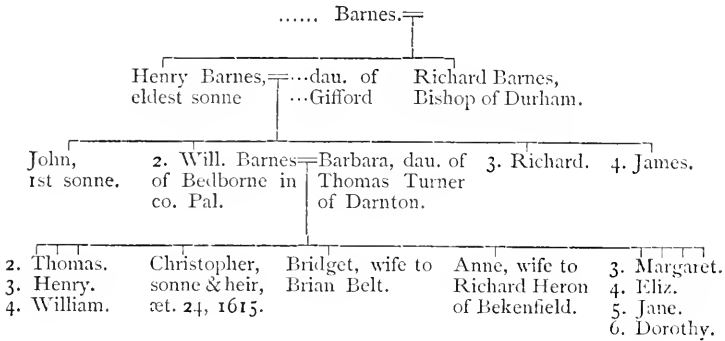 ...... Barnes.
Henry Barnes, ...dau. of Richard Barnes,
eldest sonne ...Gifford Bishop of Durham.
John, 2. Will. Barnes Barbara, dau. of 3. Richard. 4. James.
1st sonne. of Bedborne in Thomas Turner
co. Pal. of Darnton.
2. Thomas. Christopher, Bridget, wife to Anne, wife to 3. Margaret.
3. Henry. sonne & heir, Brian Belt. Richard Heron 4. Eliz.
4. William. æt. 24, 1615. of Bekenfield. 5. Jane.
6. Dorothy.